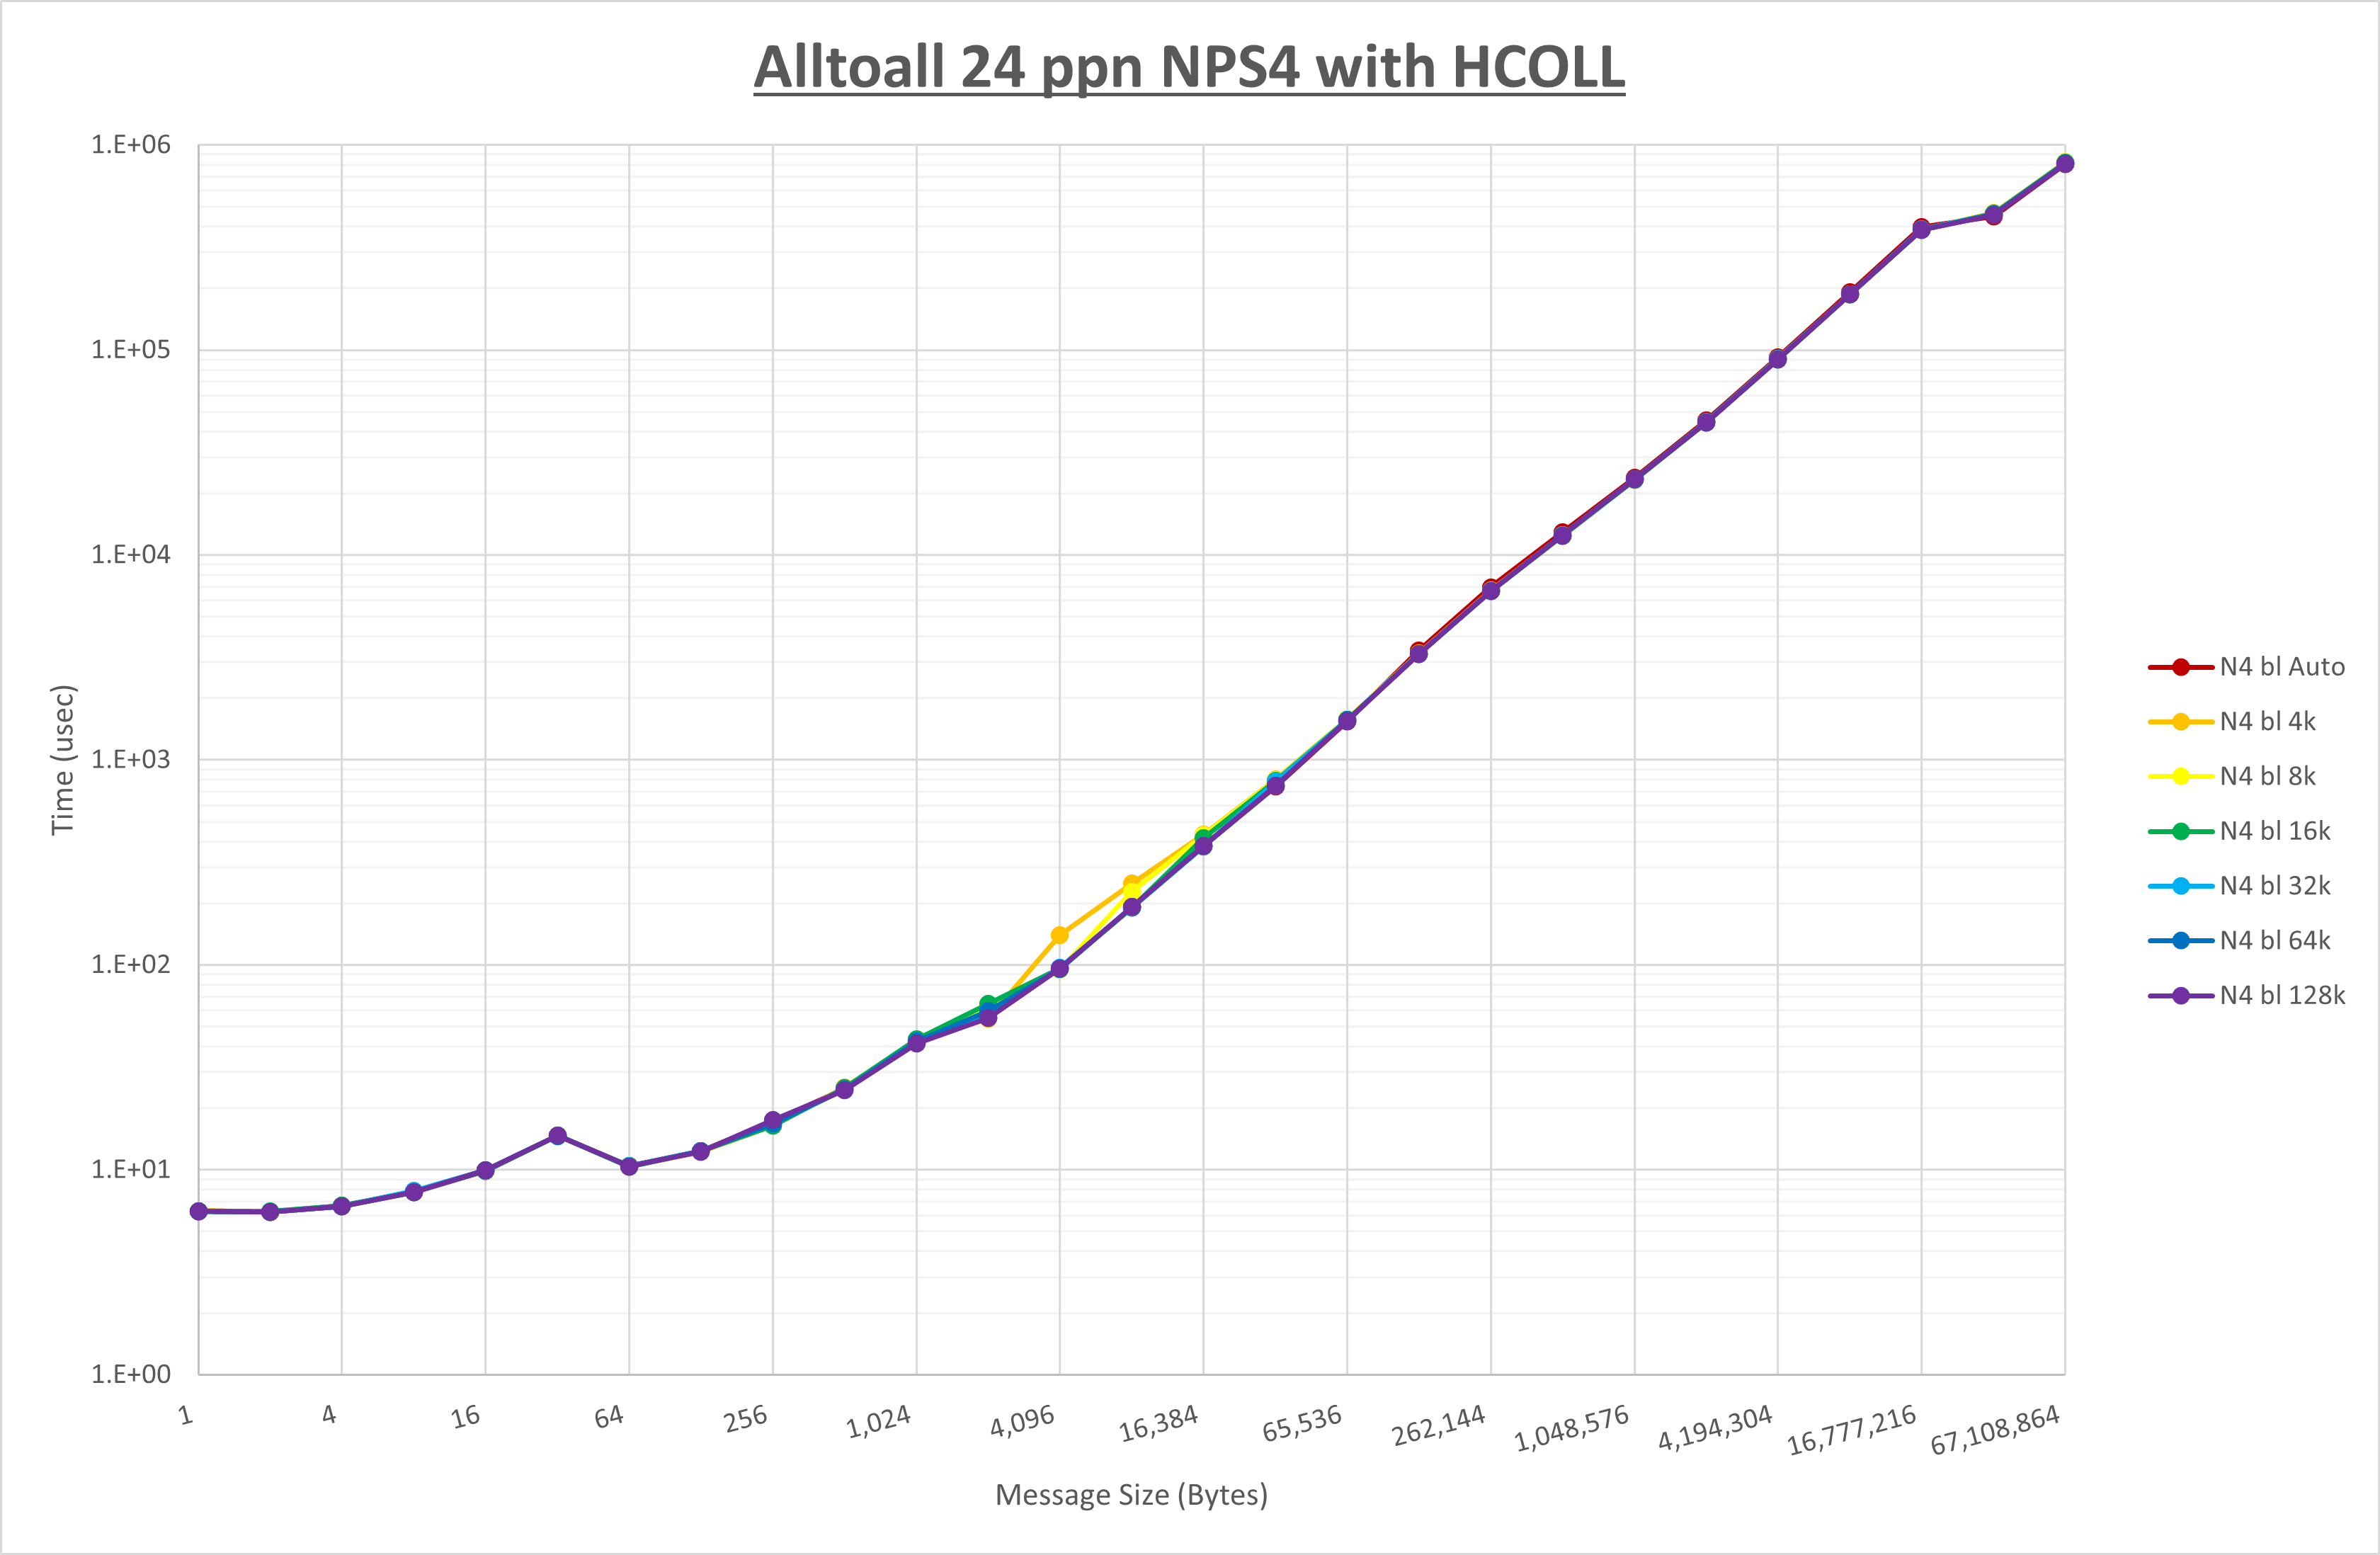 Alltoall 24 ppn NPS4 with HCOLL
1.E+06
1.E+05
1.E+04
1.E+03
1.E+02
1.E+01
1.E+00
Time (usec)
1
4
16
64
256
1,024
4,096
16,384
65,536
262,144
1,048,576
4,194,304
16,777,216
67,108,864
Message Size (Bytes)
N4 bl Auto
N4 bl 4k
N4 bl 8k
N4 bl 16k
N4 bl 32k
N4 bl 64k
N4 bl 128k